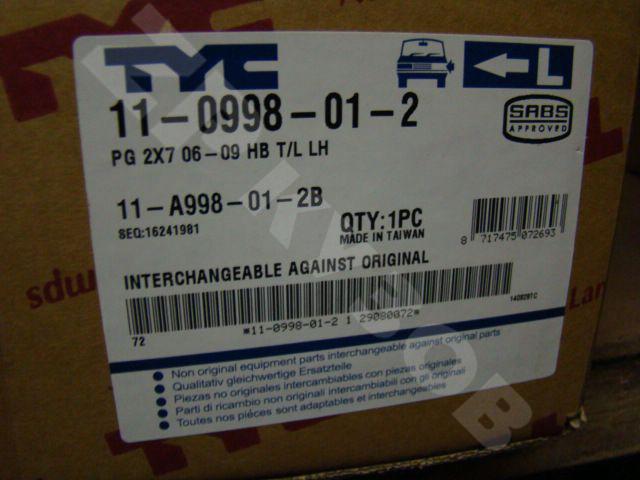 TYC
L
11-0998-01-2
SABS
APPROVED
PG 2X7 06-09 HB T/L LH
11-A998-01-2B
SEQ:16241981
QTY:1PC
MADE IN TAIWAN
8 717475 072693
INTERCHANGEABLE AGAINST ORIGINAL
*11-0998-01-2 1 29080072*
72
• Non original equipment parts interchangeable against original parts
• Qualitativ gleichwertige Ersatzteile
• Piezas no originales intercambiables con piezas originales
• Parti di ricambio non originali intercambiabili con gli originali
• Toutes nos pièces sont adaptables et interchangeables